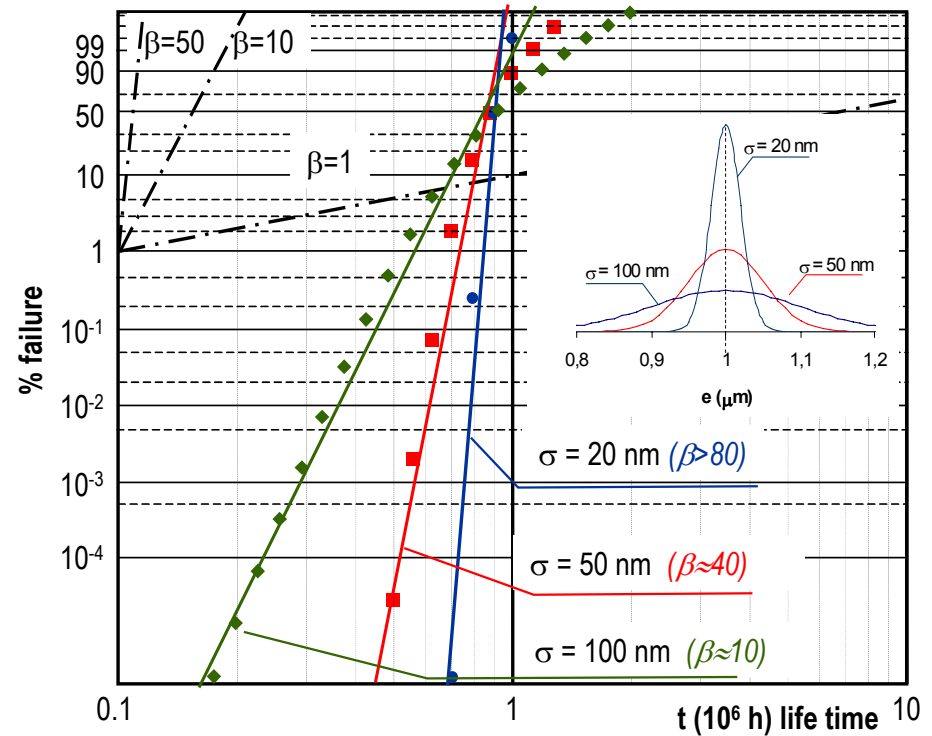 β=50
β=10
99
90
50
10
1
10⁻¹
10⁻²
10⁻³
10⁻⁴
% failure
β=1
σ= 20 nm
σ= 50 nm
σ= 100 nm
0,8
0,9
1
1,1
1,2
e (μm)
σ = 20 nm (β>80)
σ = 50 nm (β≈40)
σ = 100 nm (β≈10)
0.1
1
10
t (10⁶ h) life time